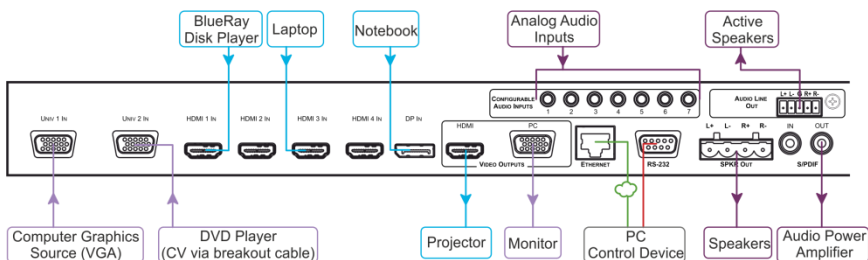 BlueRay
Disk Player
Laptop
Notebook
Analog Audio
Inputs
Active
Speakers
CONFIGURABLE
AUDIO INPUTS
1 2 3 4 5 6 7
AUDIO LINE
OUT
L+ L- G R+ R-
UNIV 1 IN
UNIV 2 IN
HDMI 1 IN
HDMI 2 IN
HDMI 3 IN
HDMI 4 IN
DP IN
HDMI
PC
VIDEO OUTPUTS
ETHERNET
RS-232
L+ L- R+ R-
SPKR OUT
IN
OUT
S/PDIF
Computer Graphics
Source (VGA)
DVD Player
(CV via breakout cable)
Projector
Monitor
PC
Control Device
Speakers
Audio Power
Amplifier